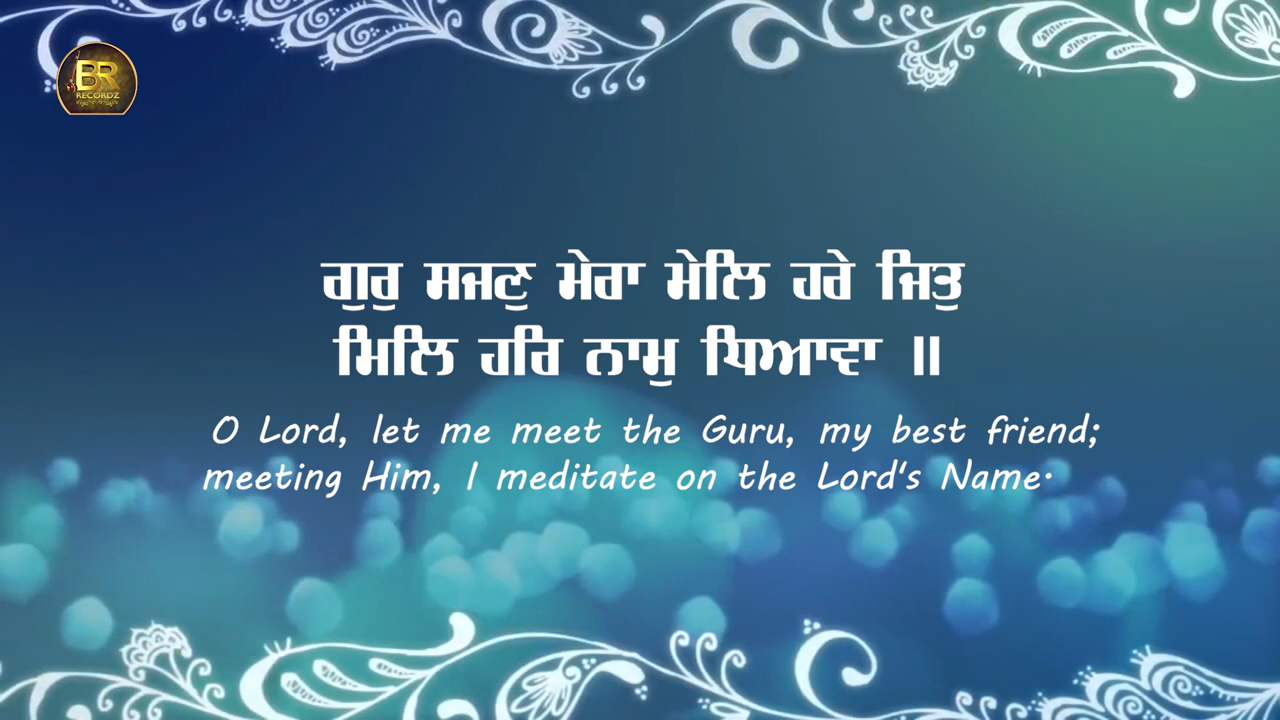 BR
RECORDZ
ਗੁਰੁ ਸਜਣੁ ਮੇਰਾ ਮੇਲਿ ਹਰੇ ਜਿਤੁ
ਮਿਲਿ ਹਰਿ ਨਾਮੁ ਧਿਆਵਾ ॥
O Lord, let me meet the Guru, my best friend;
meeting Him, I meditate on the Lord's Name·